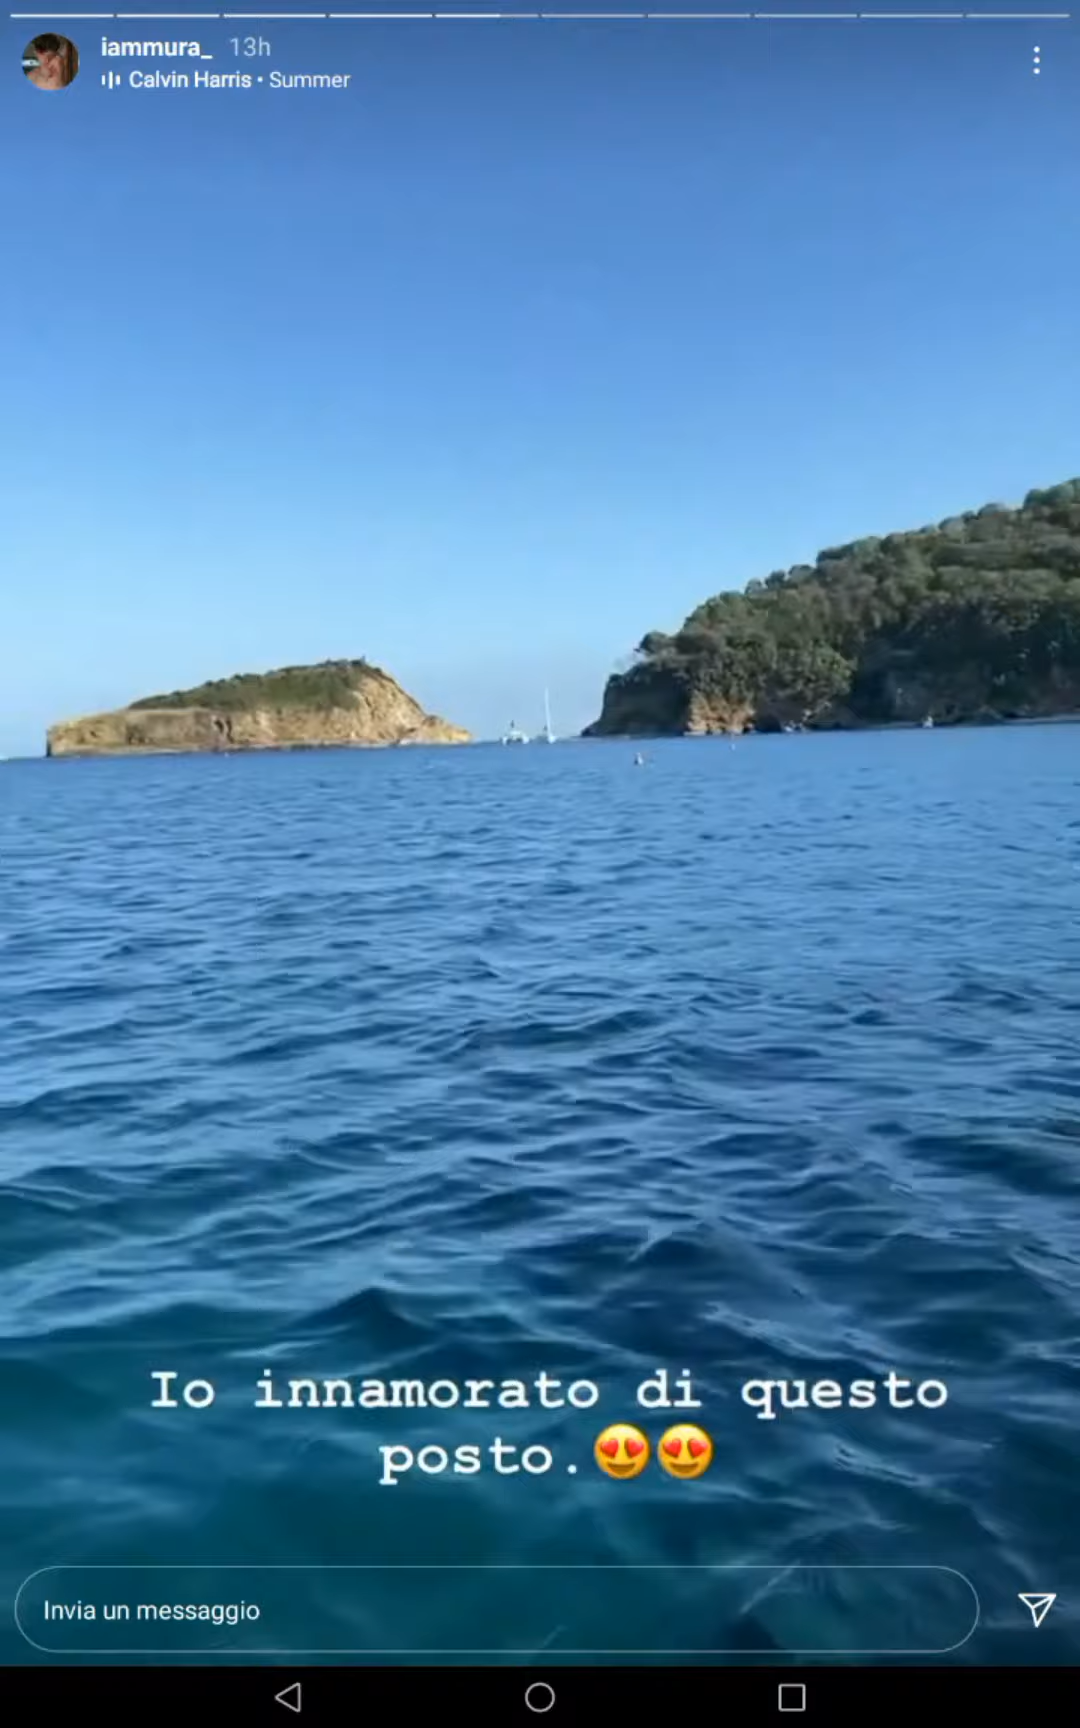 iammura_ 13h
Calvin Harris • Summer
Io innamorato di questo
posto.😍😍
Invia un messaggio